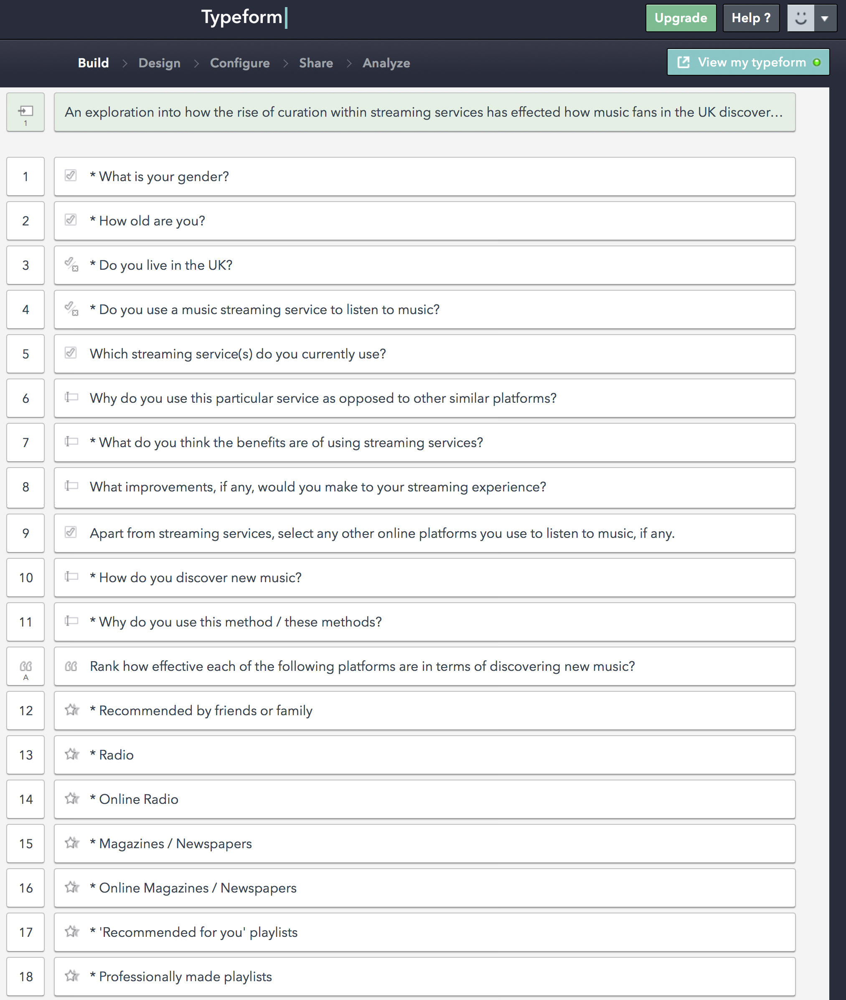 Typeform
Upgrade
Help ?
Build > Design > Configure > Share > Analyze
View my typeform
1
An exploration into how the rise of curation within streaming services has effected how music fans in the UK discover...
1 * What is your gender?
2 * How old are you?
3 * Do you live in the UK?
4 * Do you use a music streaming service to listen to music?
5 Which streaming service(s) do you currently use?
6 Why do you use this particular service as opposed to other similar platforms?
7 * What do you think the benefits are of using streaming services?
8 What improvements, if any, would you make to your streaming experience?
9 Apart from streaming services, select any other online platforms you use to listen to music, if any.
10 * How do you discover new music?
11 * Why do you use this method / these methods?
A Rank how effective each of the following platforms are in terms of discovering new music?
12 * Recommended by friends or family
13 * Radio
14 * Online Radio
15 * Magazines / Newspapers
16 * Online Magazines / Newspapers
17 * 'Recommended for you' playlists
18 * Professionally made playlists